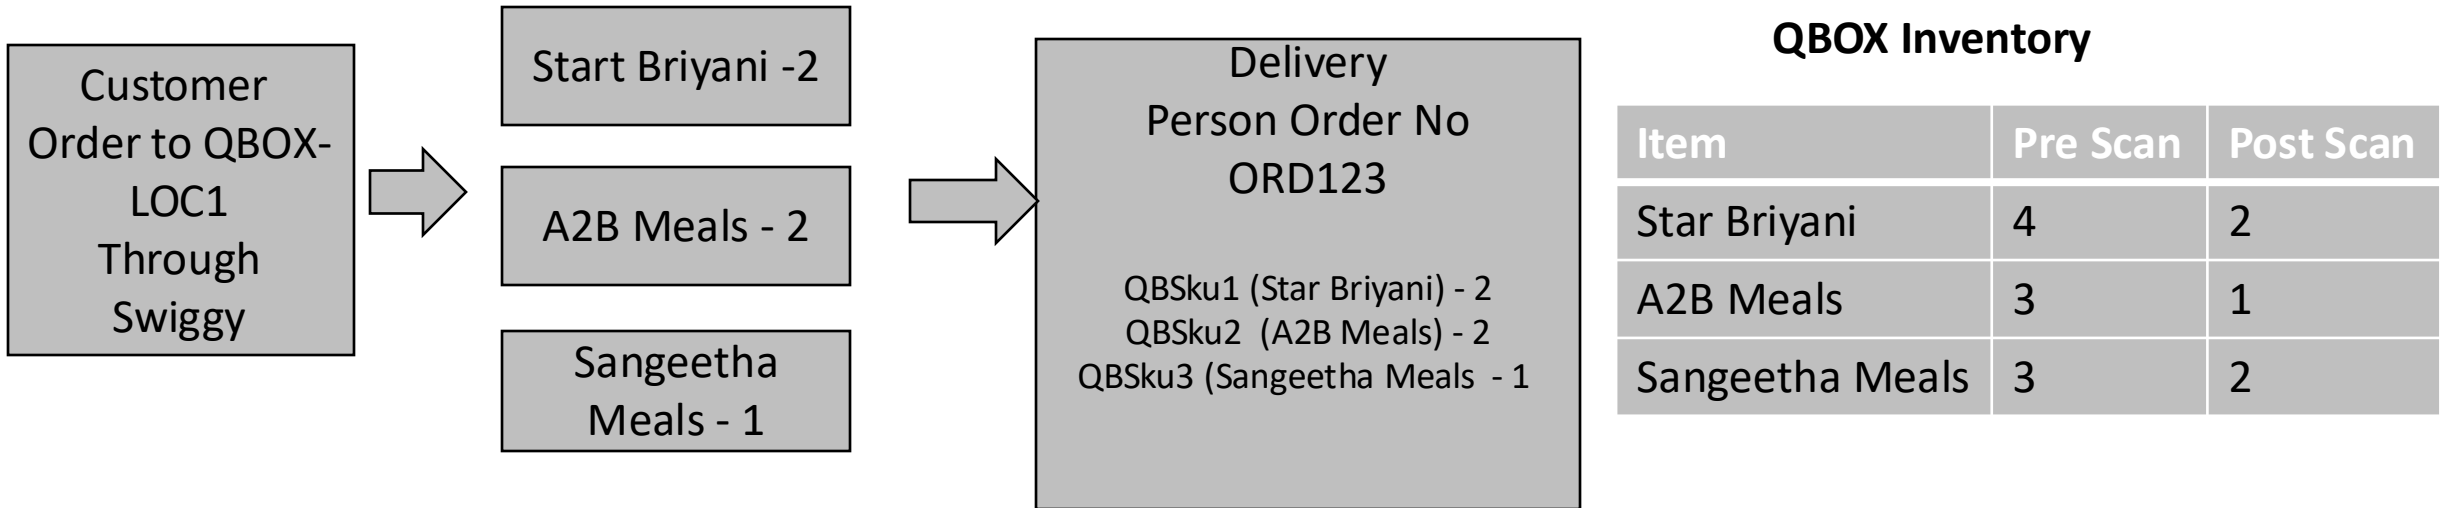 Customer
Order to QBOX-
LOC1
Through
Swiggy
Start Briyani -2
A2B Meals - 2
Sangeetha
Meals - 1
Delivery
Person Order No
ORD123
QBSku1 (Star Briyani) - 2
QBSku2  (A2B Meals) - 2
QBSku3 (Sangeetha Meals  - 1
QBOX Inventory
Item Pre Scan Post Scan
Star Briyani 4 2
A2B Meals 3 1
Sangeetha Meals 3 2